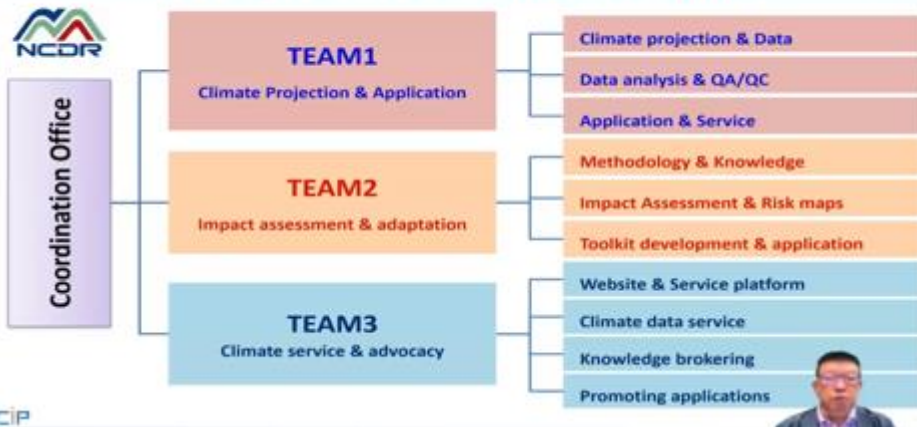 NCDR
Coordination Office
TEAM1
Climate Projection & Application
Climate projection & Data
Data analysis & QA/QC
Application & Service
TEAM2
Impact assessment & adaptation
Methodology & Knowledge
Impact Assessment & Risk maps
Toolkit development & application
TEAM3
Climate service & advocacy
Website & Service platform
Climate data service
Knowledge brokering
Promoting applications
CiP